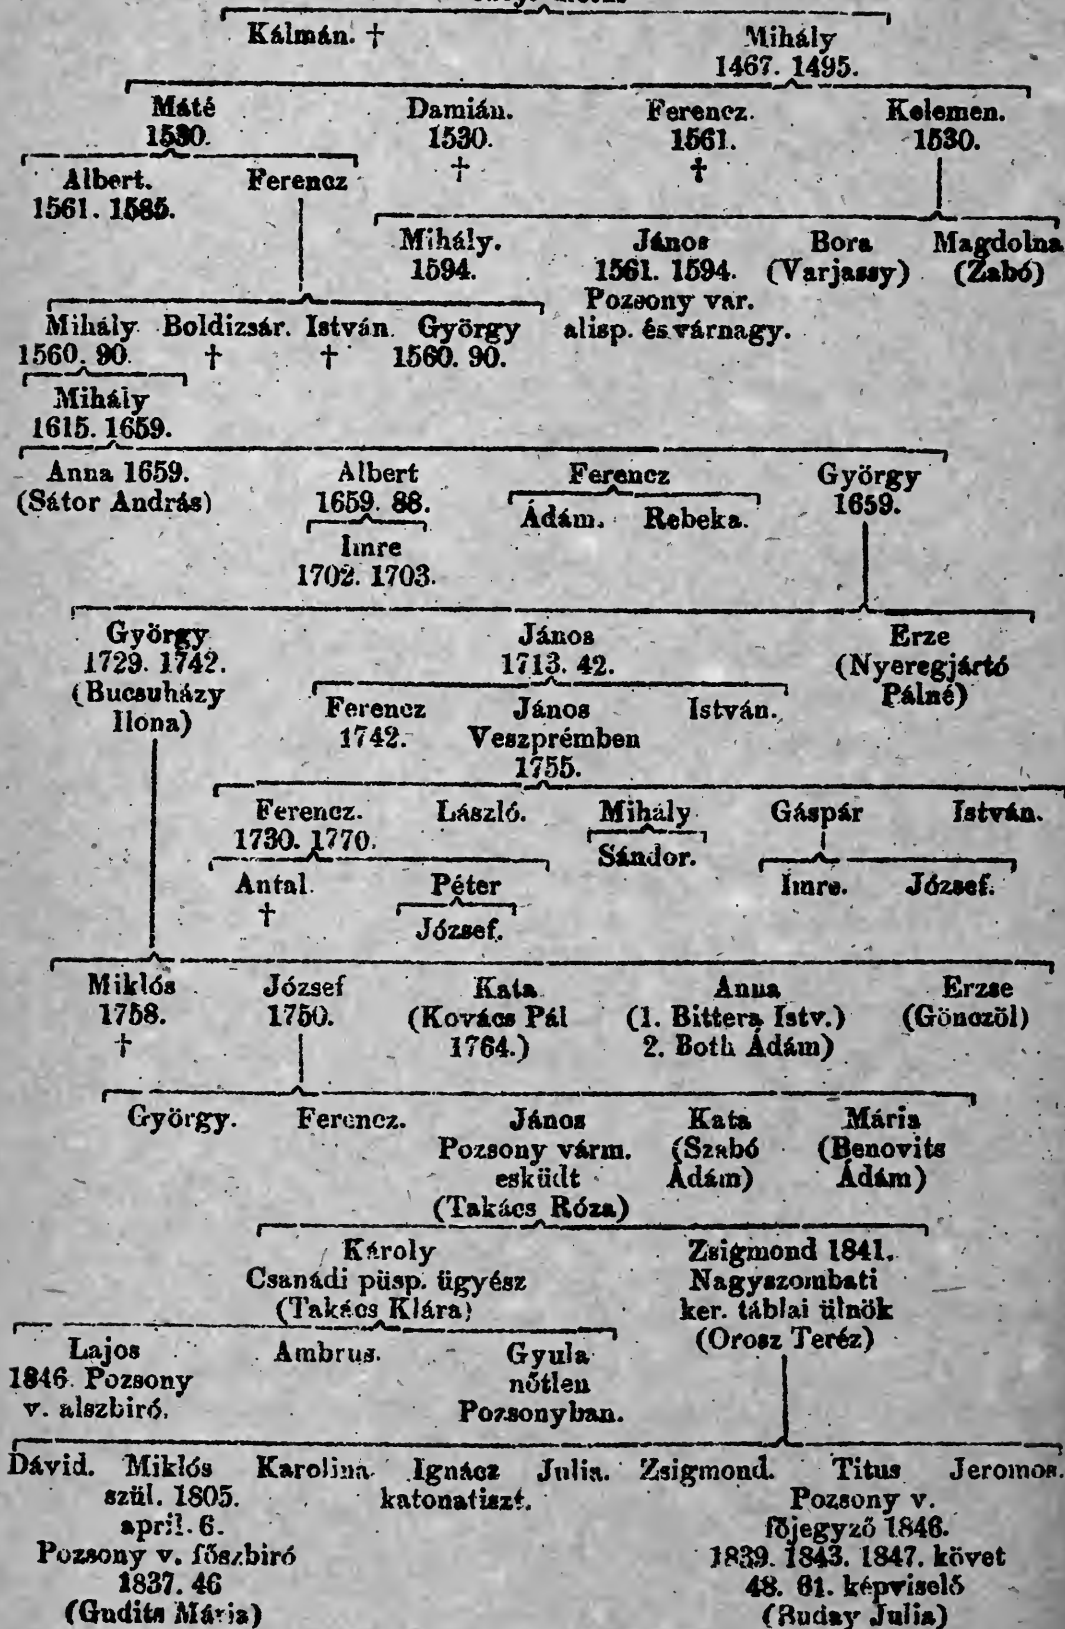 Kálmán. † Mihály
1467. 1495.
Máté Damián. Ferencz. Kelemen.
1530. 1530. 1561. 1530.
† †
Albert. Ferencz
1561. 1585.
Mihály. János Bora Magdolna
1594. 1561. 1594. (Varjassy) (Zabó)
Pozsony var.
alisp. és várnagy.
Mihály Boldizsár. István. György
1560. 90. † † 1560. 90.
Mihály
1615. 1659.
Anna 1659. Albert Ferencz György
(Sátor András) 1659. 88. 1659.
Ádám. Rebeka.
Imre
1702. 1703.
György János Erze
1729. 1742. 1713. 42. (Nyeregjártó
(Bucsuházy Pálné)
Ilona)
Ferencz János István.
1742. Veszprémben
1755.
Ferencz. László. Mihály Gáspár István.
1730. 1770.
Sándor.
Antal. Péter Imre. József.
†
József.
Miklós József Kata Anna Erzse
1758. 1750. (Kovács Pál (1. Bittera Istv.) (Gönczöl)
† 1764.) 2. Both Ádám)
György. Ferencz. János Kata Mária
Pozsony várm. (Szabó (Benovits
esküdt Ádám) Ádám)
(Takács Róza)
Károly Zsigmond 1841.
Csanádi püsp. ügyész Nagyszombati
(Takács Klára) ker. táblai ülnök
(Orosz Teréz)
Lajos Ambrus. Gyula
1846. Pozsony nőtlen
v. alszbiró. Pozsonyban.
Dávid. Miklós Karolina. Ignácz Julia. Zsigmond. Titus Jeromos.
szül. 1805. katonatiszt. Pozsony v.
april. 6. főjegyző 1846.
Pozsony v. főszbiró 1839. 1843. 1847. követ
1837. 46 48. 61. képviselő
(Gudits Mária) (Buday Julia)